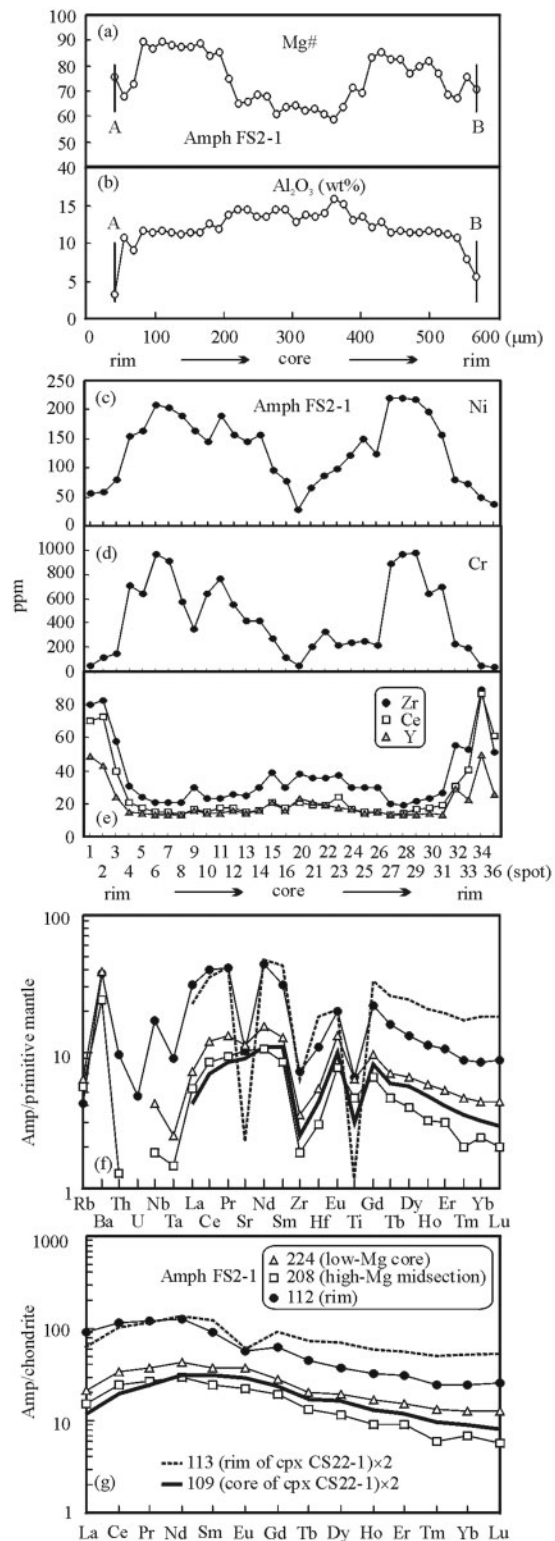 100
(a)
Mg#
90
80
70
60
A
B
50
Amph FS2-1
40
(b)
Al₂O₃ (wt%)
15
A
B
10
5
0
0 100 200 300 400 500 600 (μm)
rim core rim
250
(c)
Amph FS2-1
Ni
200
150
100
50
0
1000
(d)
Cr
800
600
400
200
0
ppm
80
Zr
Ce
Y
60
40
20
(e)
0
1 3 5 7 9 11 13 15 20 22 24 26 28 30 32 34
2 4 6 8 10 12 14 16 21 23 25 27 29 31 33 36 (spot)
rim core rim
100
10
1
Amp/primitive mantle
(f)
Rb Th Nb La Pr Nd Zr Eu Gd Dy Er Yb
Ba U Ta Ce Sr Sm Hf Ti Tb Ho Tm Lu
1000
Amph FS2-1
224 (low-Mg core)
208 (high-Mg midsection)
112 (rim)
100
10
1
Amp/chondrite
113 (rim of cpx CS22-1)×2
109 (core of cpx CS22-1)×2
(g)
La Ce Pr Nd Sm Eu Gd Tb Dy Ho Er Tm Yb Lu